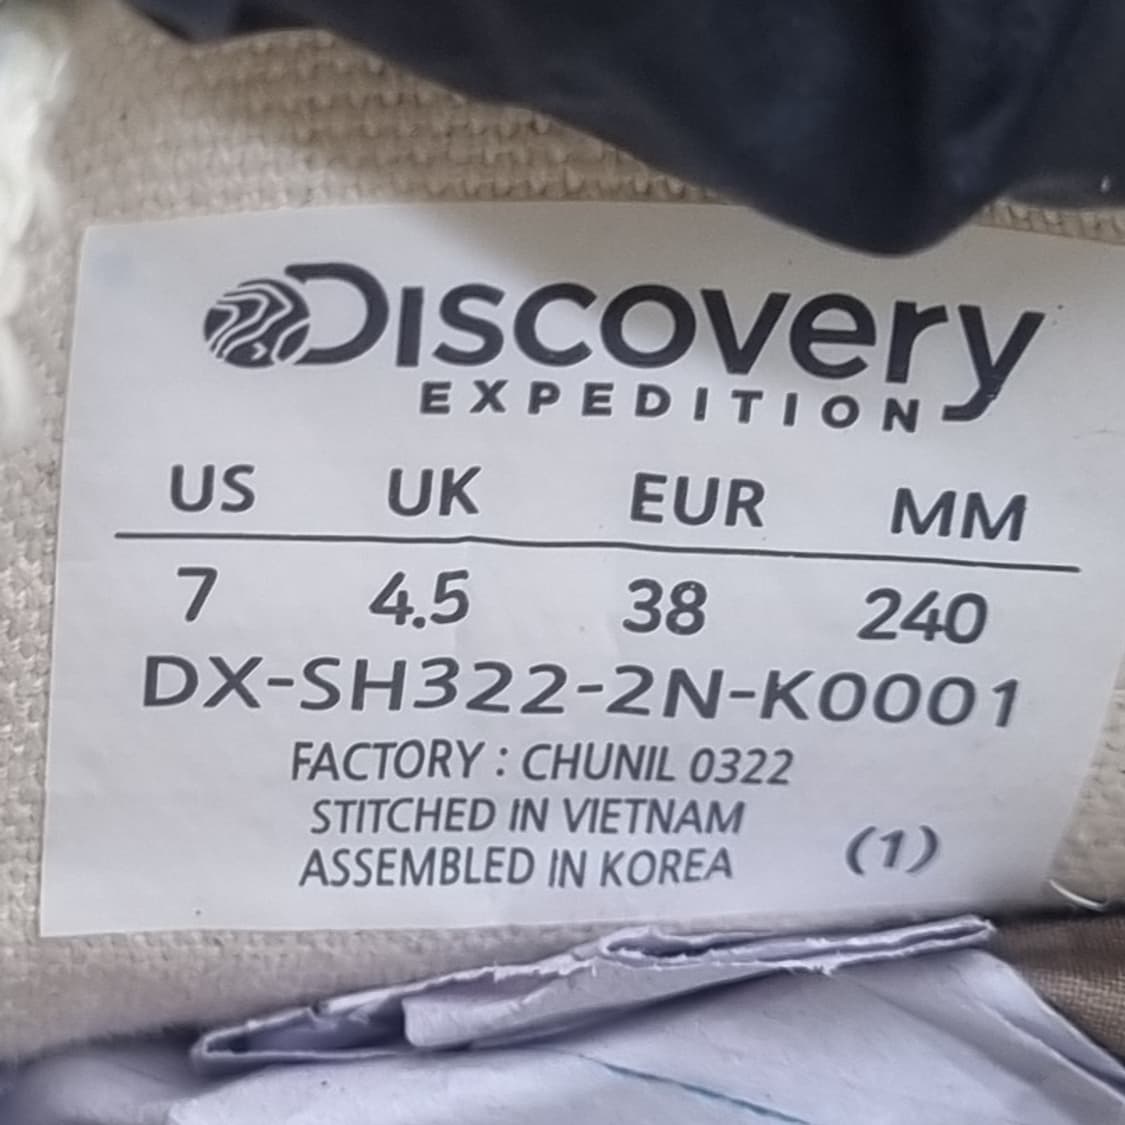 Discovery
EXPEDITION
US UK EUR MM
7 4.5 38 240
DX-SH322-2N-K0001
FACTORY : CHUNIL 0322
STITCHED IN VIETNAM
ASSEMBLED IN KOREA (1)